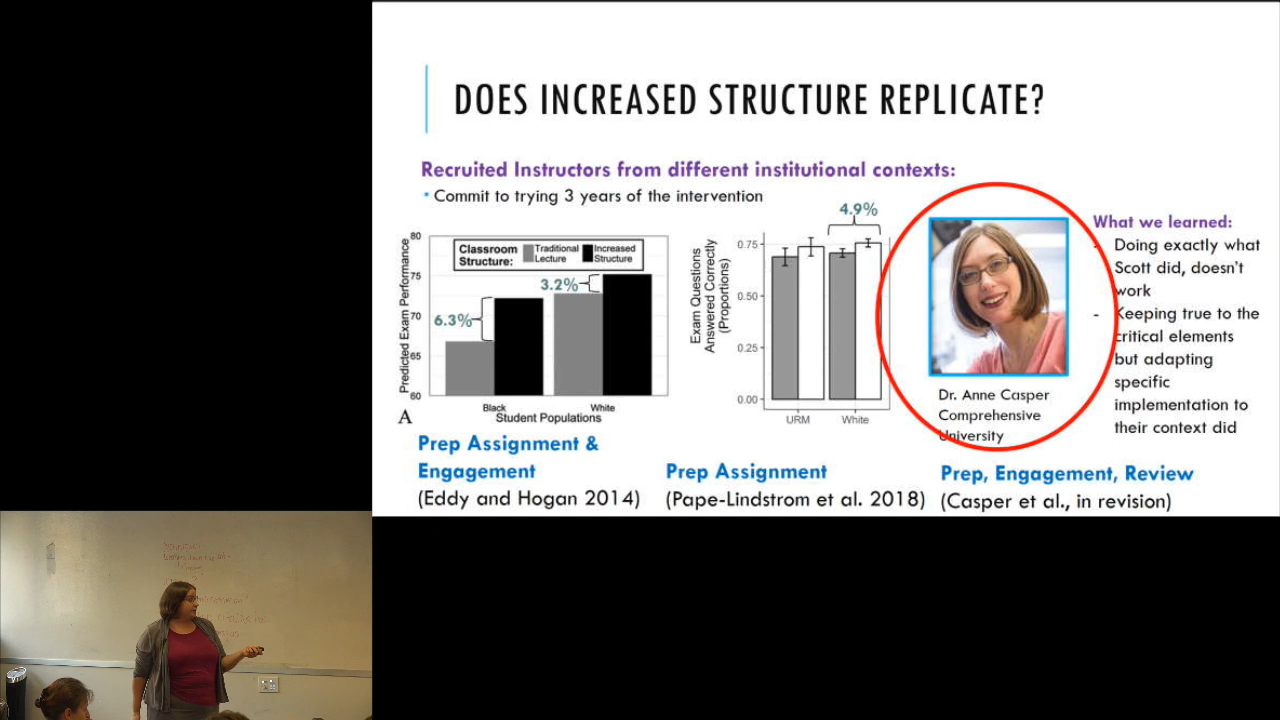 DOES INCREASED STRUCTURE REPLICATE?
Recruited Instructors from different institutional contexts:
• Commit to trying 3 years of the intervention
Predicted Exam Performance
80
75
70
65
60
Classroom Structure:
Traditional Lecture
Increased Structure
6.3%
3.2%
Black
White
Student Populations
A
Prep Assignment &
Engagement
(Eddy and Hogan 2014)
4.9%
Exam Questions
Answered Correctly
(Proportions)
0.75
0.50
0.25
0.00
URM
White
Prep Assignment
(Pape-Lindstrom et al. 2018)
Dr. Anne Casper
Comprehensive
University
Prep, Engagement, Review
(Casper et al., in revision)
What we learned:
- Doing exactly what
Scott did, doesn't
work
- Keeping true to the
critical elements
but adapting
specific
implementation to
their context did